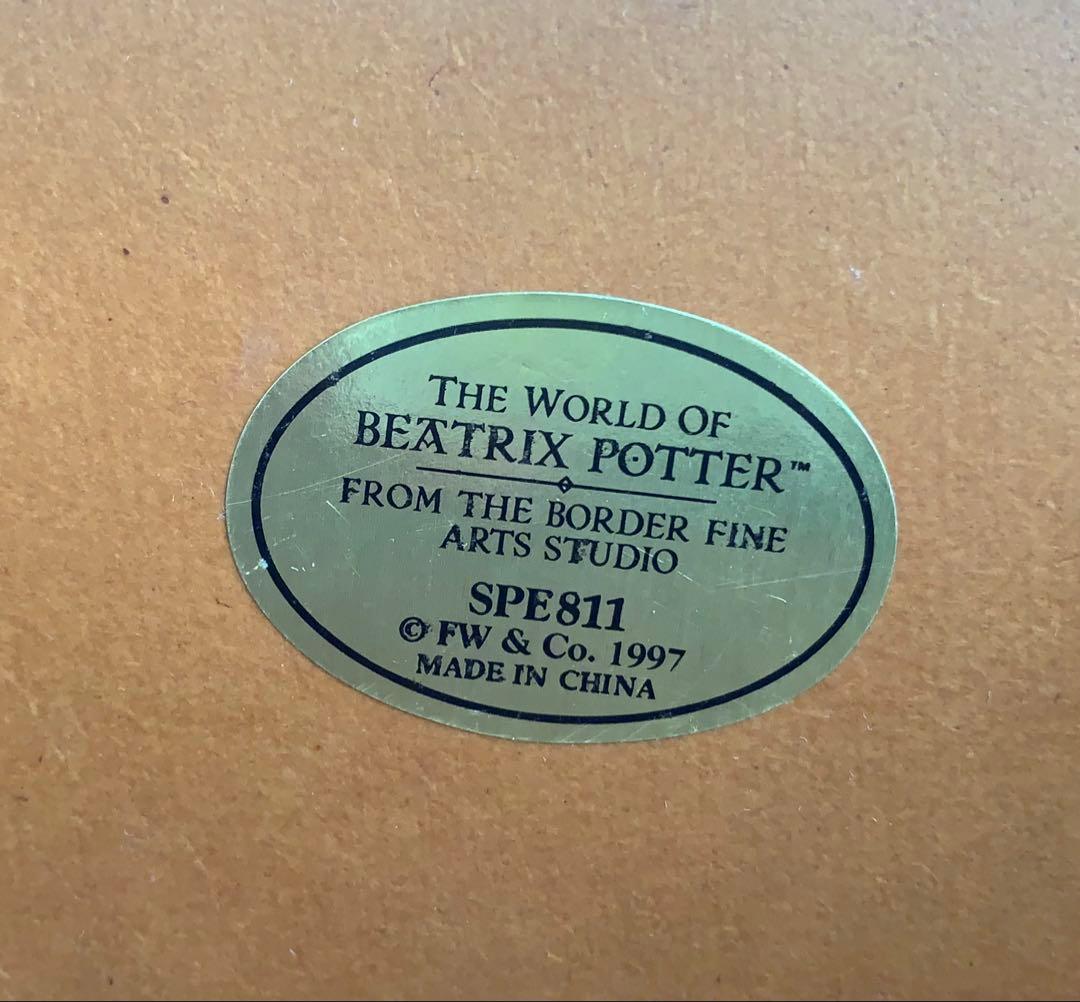 THE WORLD OF
BEATRIX POTTER™
FROM THE BORDER FINE
ARTS STUDIO
SPE811
© FW & Co. 1997
MADE IN CHINA